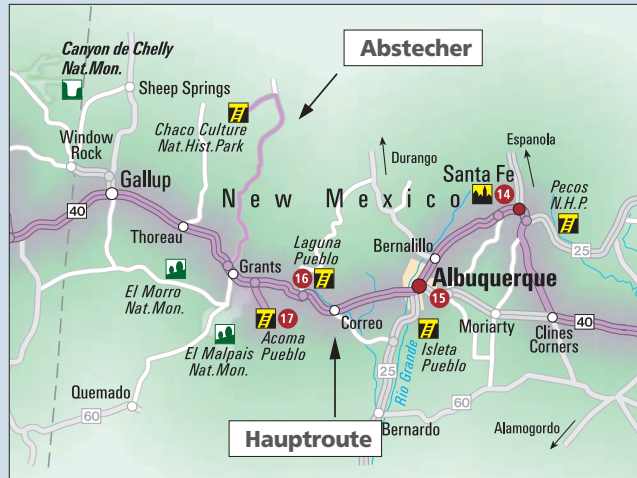 Canyon de Chelly
Nat.Mon.
Abstecher
Sheep Springs
Chaco Culture
Nat.Hist.Park
Window
Rock
Durango
Espanola
Santa Fe
14
Pecos
N.H.P.
Gallup
New Mexico
40
25
Thoreau
Laguna
Pueblo
Bernalillo
Grants
16
Albuquerque
15
El Morro
Nat.Mon.
17
Acoma
Pueblo
Correo
Moriarty
40
Clines
Corners
El Malpais
Nat.Mon.
Isleta
Pueblo
25
Rio Grande
Quemado
60
60
Hauptroute
Bernardo
Alamogordo